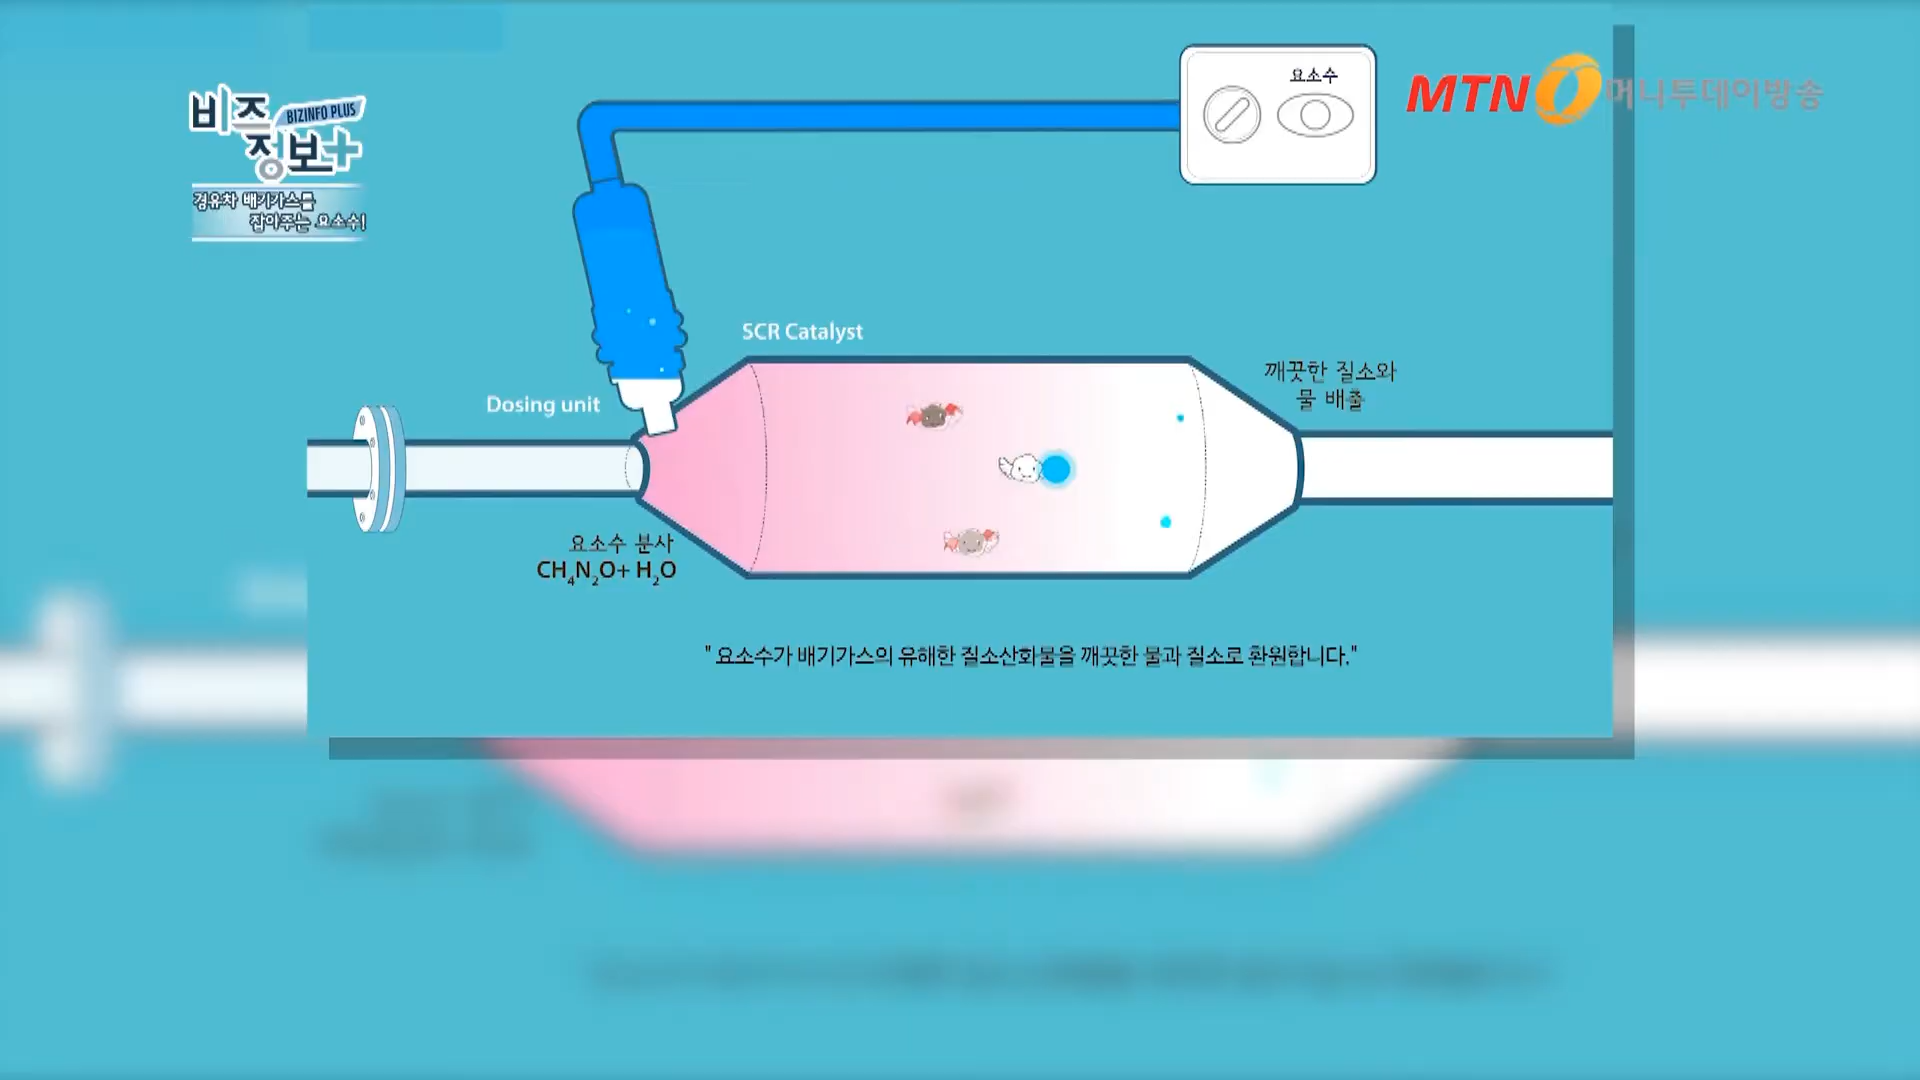 비즈
BIZINFO PLUS
정보+
경유차 배기가스를
잡아주는 요소수!
요소수
MTN 머니투데이방송
SCR Catalyst
Dosing unit
깨끗한 질소와
물 배출
요소수 분사
CH₄N₂O+ H₂O
" 요소수가 배기가스의 유해한 질소산화물을 깨끗한 물과 질소로 환원합니다."